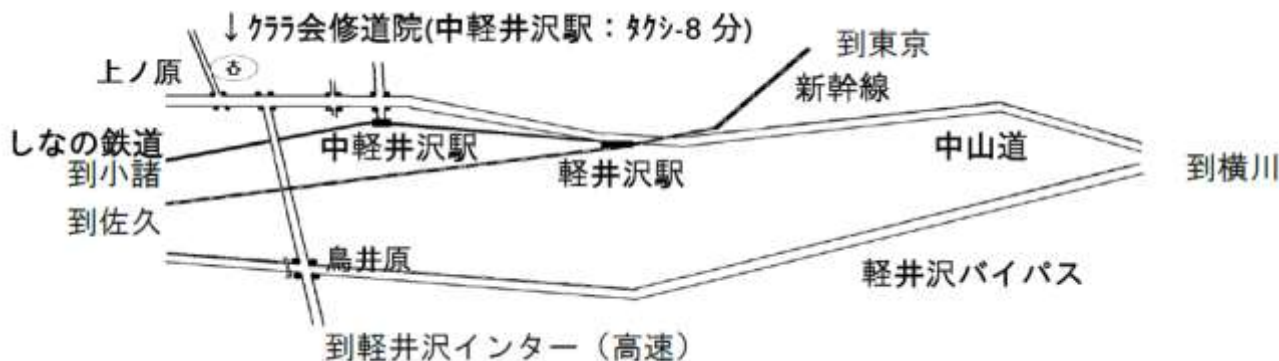 ↓クララ会修道院(中軽井沢駅：タクシｰ8 分)
到東京
上ノ原
新幹線
しなの鉄道
中軽井沢駅
軽井沢駅
中山道
到横川
到小諸
到佐久
鳥井原
軽井沢バイパス
到軽井沢インター（高速）